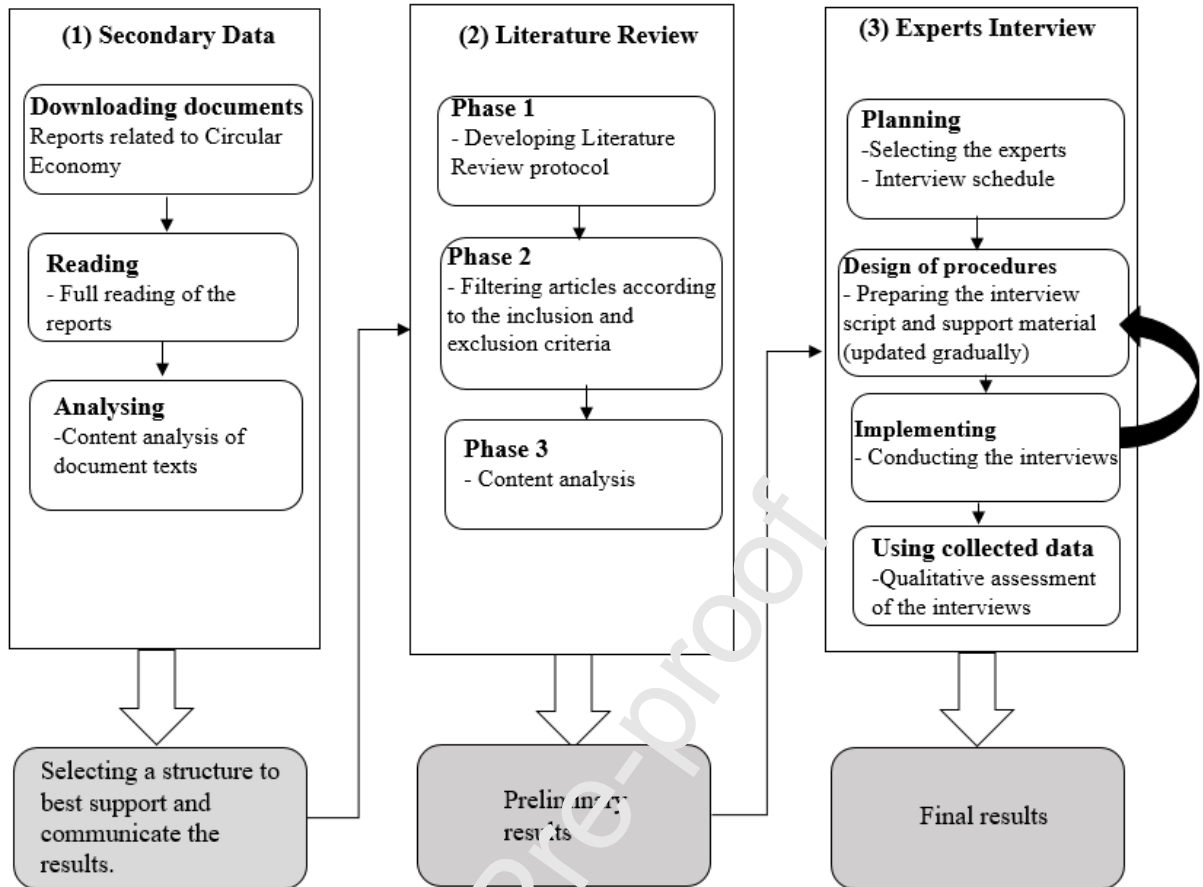 (1) Secondary Data
Downloading documents
Reports related to Circular
Economy
Reading
- Full reading of the
reports
Analysing
-Content analysis of
document texts
Selecting a structure to
best support and
communicate the
results.
(2) Literature Review
Phase 1
- Developing Literature
Review protocol
Phase 2
- Filtering articles according
to the inclusion and
exclusion criteria
Phase 3
- Content analysis
Preliminary
results
(3) Experts Interview
Planning
-Selecting the experts
- Interview schedule
Design of procedures
- Preparing the interview
script and support material
(updated gradually)
Implementing
- Conducting the interviews
Using collected data
-Qualitative assessment
of the interviews
Final results
Pre-proof